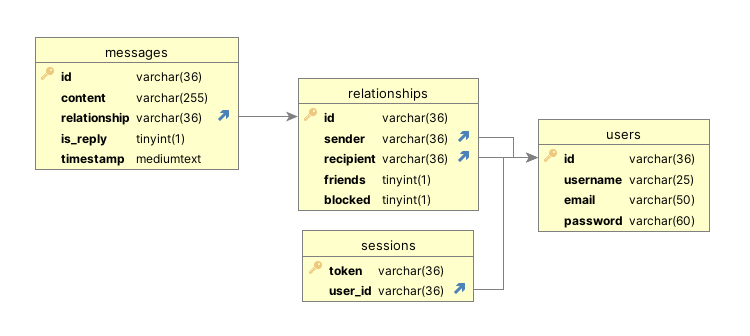 messages
id varchar(36)
content varchar(255)
relationship varchar(36)
is_reply tinyint(1)
timestamp mediumtext
relationships
id varchar(36)
sender varchar(36)
recipient varchar(36)
friends tinyint(1)
blocked tinyint(1)
users
id varchar(36)
username varchar(25)
email varchar(50)
password varchar(60)
sessions
token varchar(36)
user_id varchar(36)